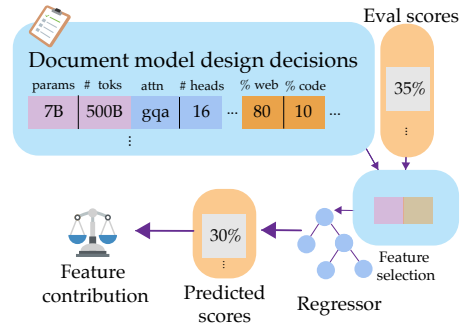 Eval scores
Document model design decisions
params # toks attn # heads % web % code
7B 500B gqa 16 ... 80 10 ...
⋮
35%
⋮
Feature
selection
Regressor
30%
⋮
Predicted
scores
Feature
contribution